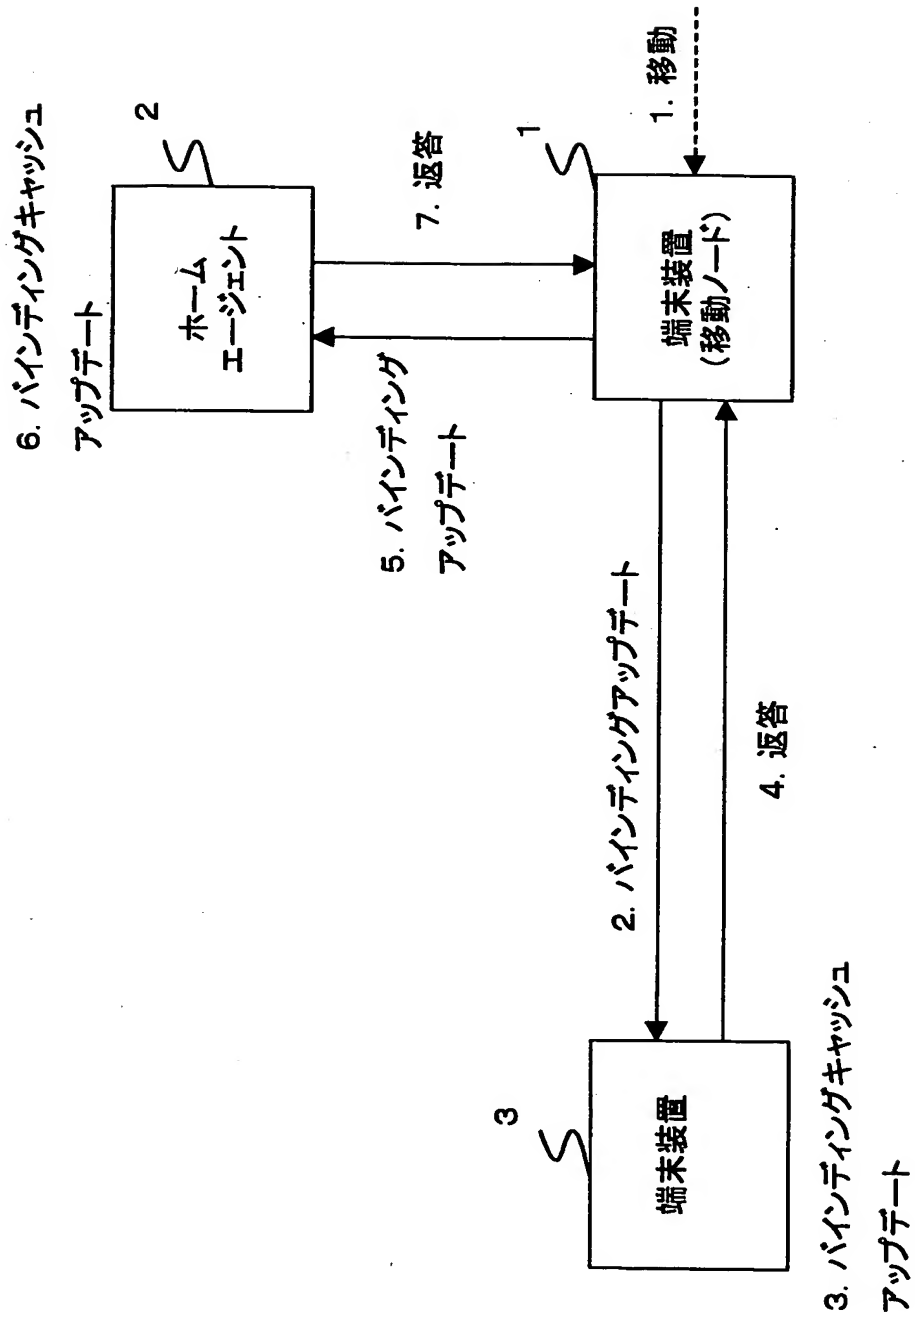 6. バインディングキャッシュ
アップデート
2
ホーム
エージェント
5. バインディング
アップデート
7. 返答
1
端末装置
(移動ノード)
1. 移動
2. バインディングアップデート
4. 返答
3
端末装置
3. バインディングキャッシュ
アップデート